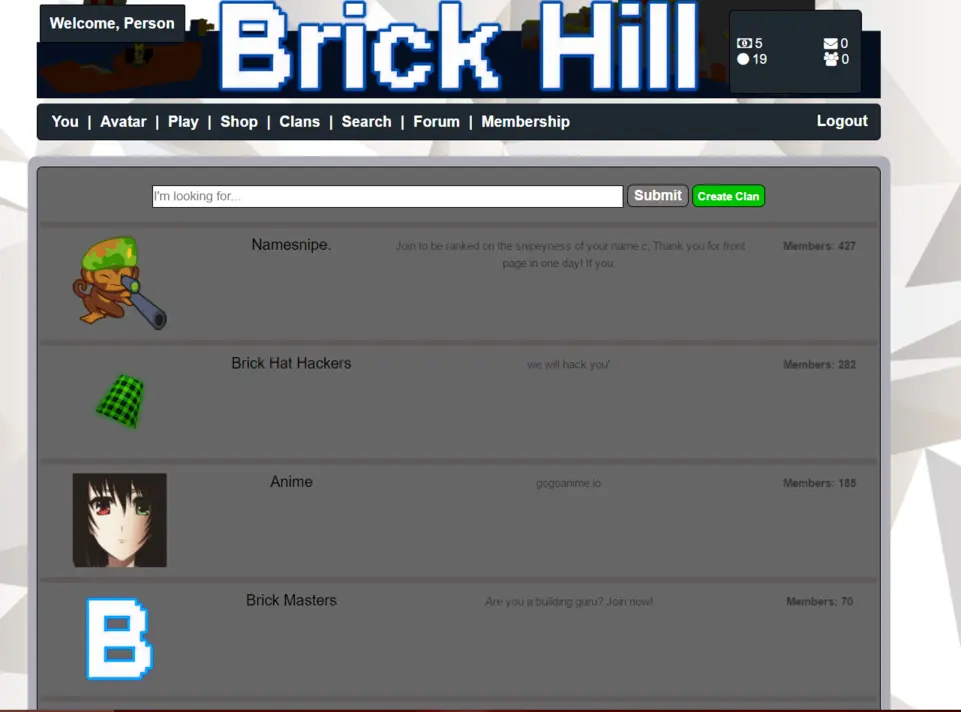 Welcome, Person
Brick Hill
5
0
19
0
You | Avatar | Play | Shop | Clans | Search | Forum | Membership
Logout
I'm looking for...
Submit
Create Clan
Namesnipe.
Join to be ranked on the snipeyness of your name c, Thank you for front
page in one day! If you...
Members: 427
Brick Hat Hackers
we will hack you'
Members: 282
Anime
gogoanime.io
Members: 185
Brick Masters
Are you a building guru? Join now!
Members: 70
B